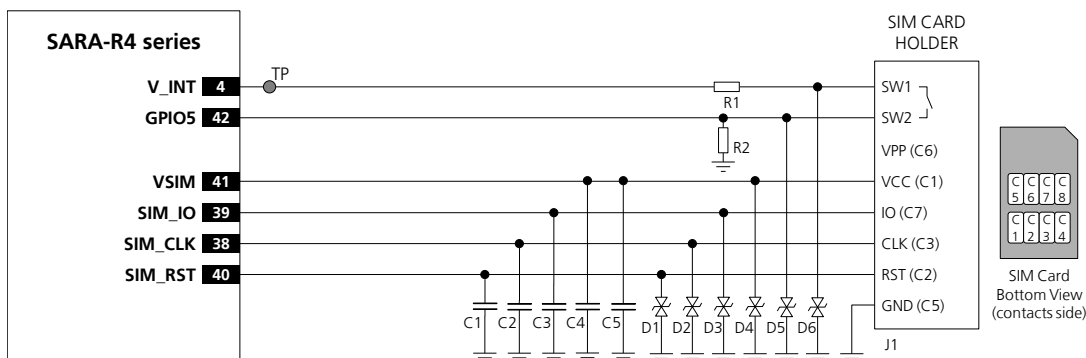 SARA-R4 series
V_INT 4
GPIO5 42
VSIM 41
SIM_IO 39
SIM_CLK 38
SIM_RST 40
TP
R1
R2
C1 C2 C3 C4 C5 D1 D2 D3 D4 D5 D6
SIM CARD
HOLDER
SW1
SW2
VPP (C6)
VCC (C1)
IO (C7)
CLK (C3)
RST (C2)
GND (C5)
J1
C5 C6 C7 C8
C1 C2 C3 C4
SIM Card
Bottom View
(contacts side)